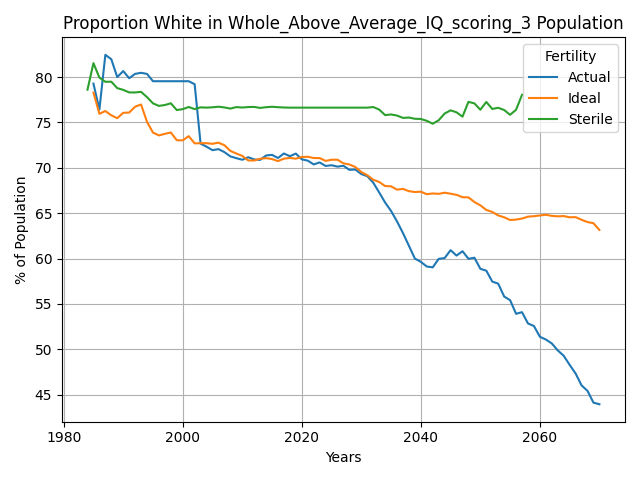 Proportion White in Whole_Above_Average_IQ_scoring_3 Population
Fertility
Actual
Ideal
Sterile
% of Population
80
75
70
65
60
55
50
45
1980
2000
2020
2040
2060
Years